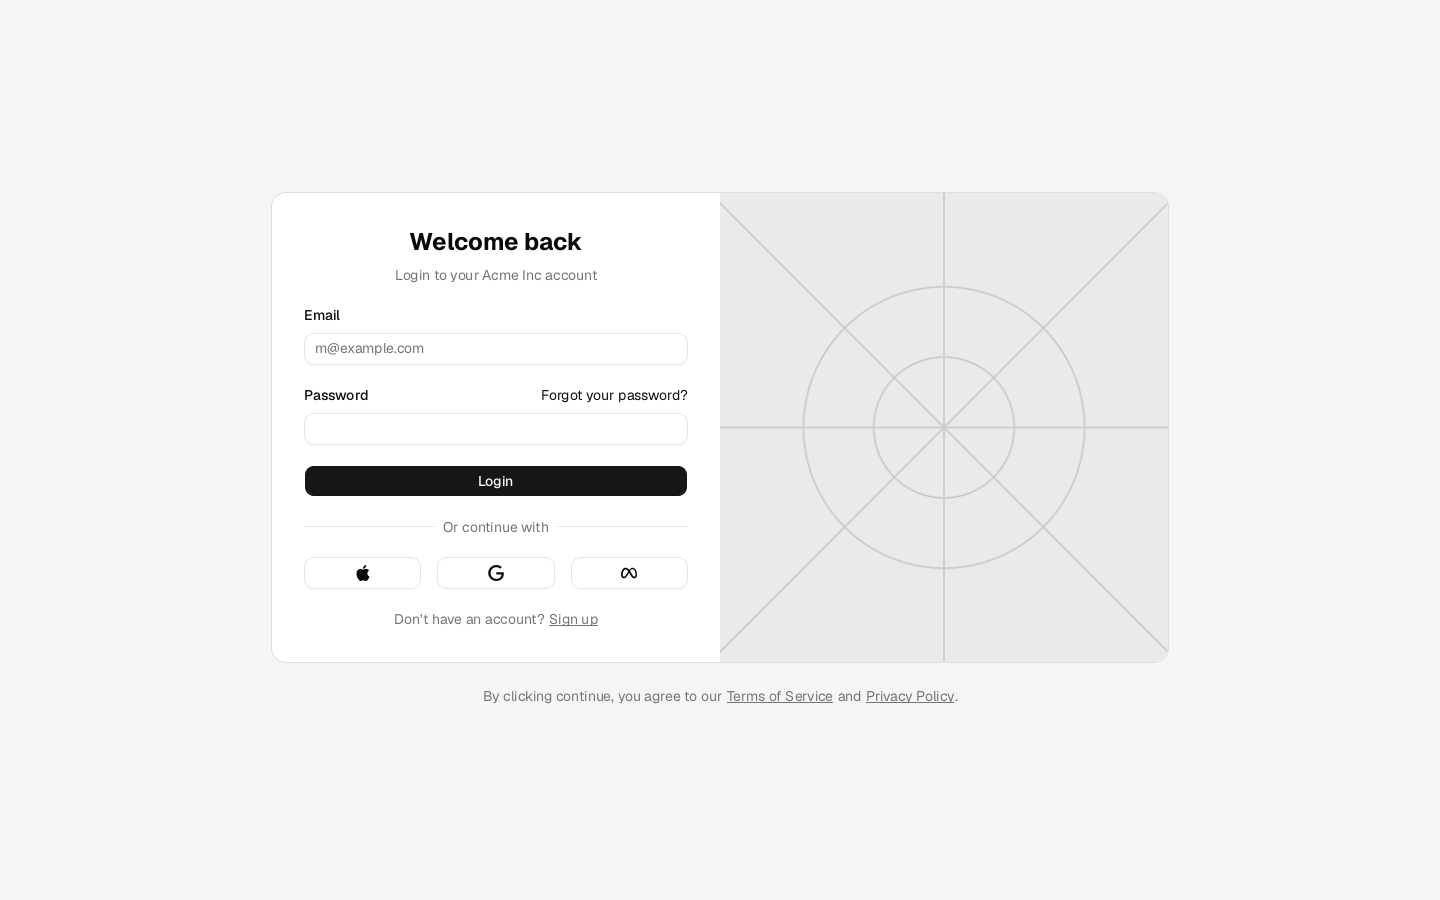 Welcome back
Login to your Acme Inc account
Email
m@example.com
Password Forgot your password?
Login
Or continue with
Don't have an account? Sign up
By clicking continue, you agree to our Terms of Service and Privacy Policy.